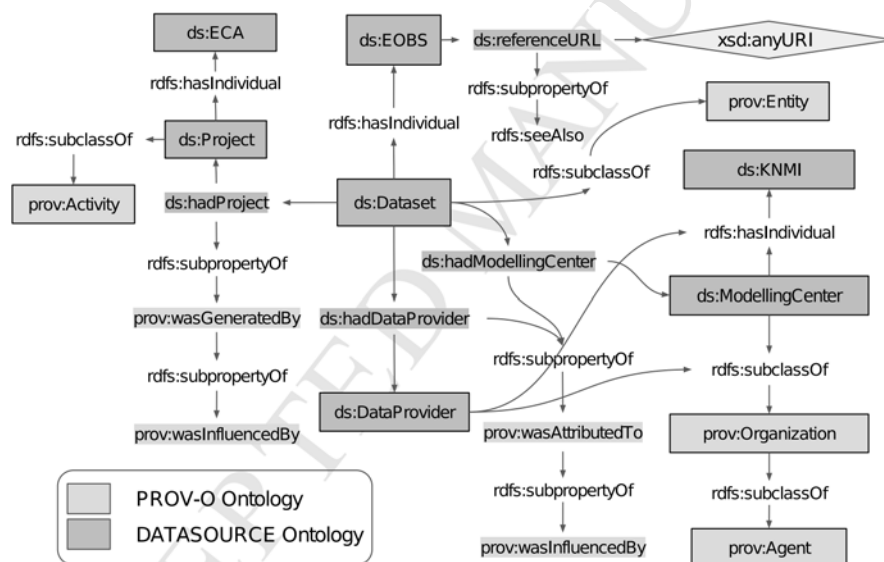 ds:ECA
ds:EOBS
ds:referenceURL
xsd:anyURI
rdfs:hasIndividual
rdfs:subpropertyOf
prov:Entity
rdfs:hasIndividual
rdfs:seeAlso
rdfs:subclassOf
ds:Project
rdfs:subclassOf
ds:KNMI
prov:Activity
ds:hadProject
ds:Dataset
rdfs:hasIndividual
rdfs:subpropertyOf
ds:hadModellingCenter
ds:ModellingCenter
prov:wasGeneratedBy
ds:hadDataProvider
rdfs:subpropertyOf
rdfs:subclassOf
rdfs:subpropertyOf
ds:DataProvider
prov:wasInfluencedBy
prov:wasAttributedTo
prov:Organization
PROV-O Ontology
rdfs:subpropertyOf
rdfs:subclassOf
DATASOURCE Ontology
prov:wasInfluencedBy
prov:Agent